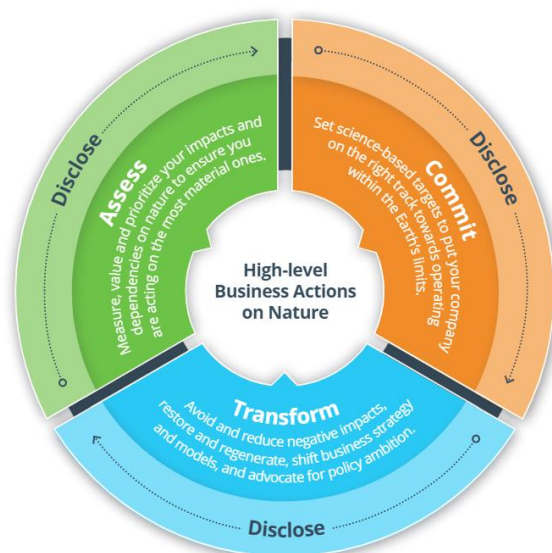 High-level
Business Actions
on Nature
Disclose
Assess
Measure, value and prioritize your impacts and
dependencies on nature to ensure you
are acting on the most material ones.
Disclose
Commit
Set science-based targets to put your company
on the right track towards operating
within the Earth's limits.
Transform
Avoid and reduce negative impacts,
restore and regenerate, shift business strategy
and models, and advocate for policy ambition.
Disclose